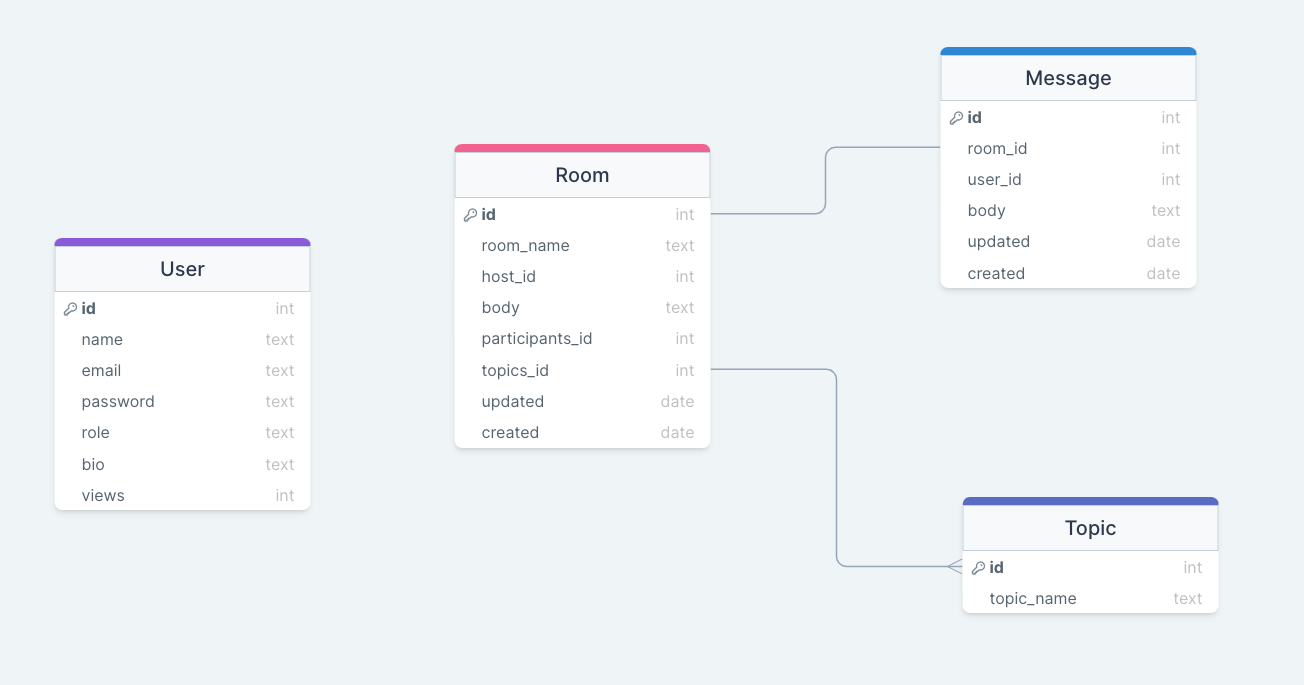 User
id int
name text
email text
password text
role text
bio text
views int
Room
id int
room_name text
host_id int
body text
participants_id int
topics_id int
updated date
created date
Message
id int
room_id int
user_id int
body text
updated date
created date
Topic
id int
topic_name text